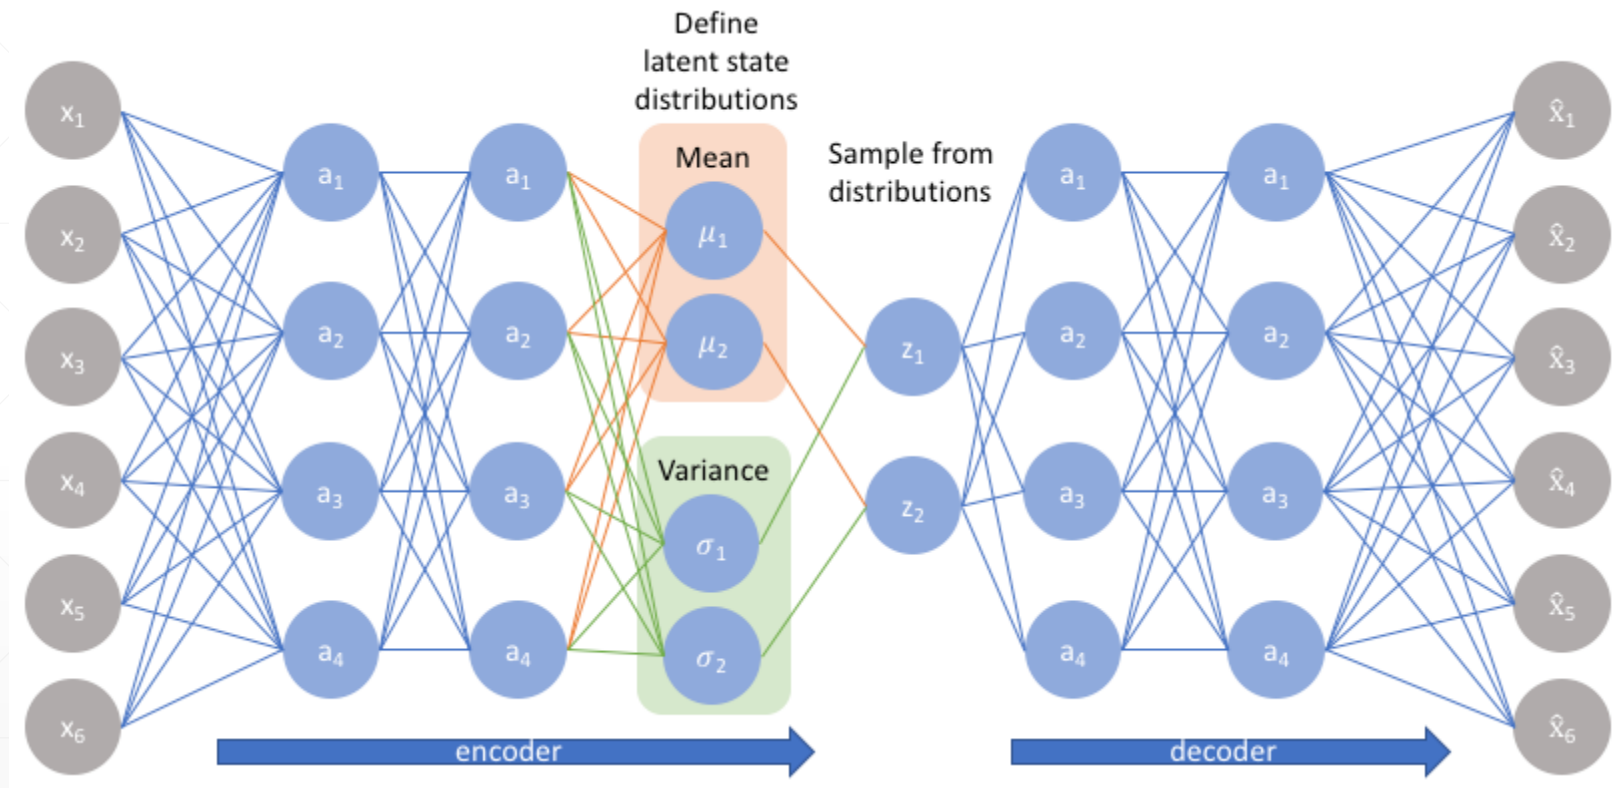 Define
latent state
distributions
Mean
Sample from
distributions
Variance
x₁
x₂
x₃
x₄
x₅
x₆
a₁
a₂
a₃
a₄
a₁
a₂
a₃
a₄
μ₁
μ₂
σ₁
σ₂
z₁
z₂
a₁
a₂
a₃
a₄
a₁
a₂
a₃
a₄
x̂₁
x̂₂
x̂₃
x̂₄
x̂₅
x̂₆
encoder
decoder